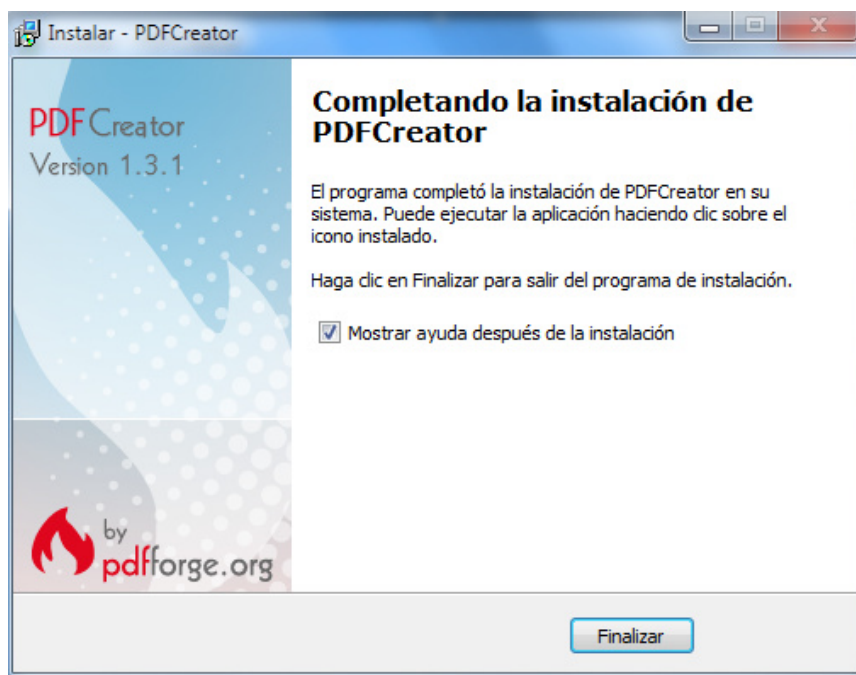 Instalar - PDFCreator
PDFCreator
Version 1.3.1
Completando la instalación de
PDFCreator
El programa completó la instalación de PDFCreator en su
sistema. Puede ejecutar la aplicación haciendo clic sobre el
icono instalado.
Haga clic en Finalizar para salir del programa de instalación.
Mostrar ayuda después de la instalación
by
pdfforge.org
Finalizar